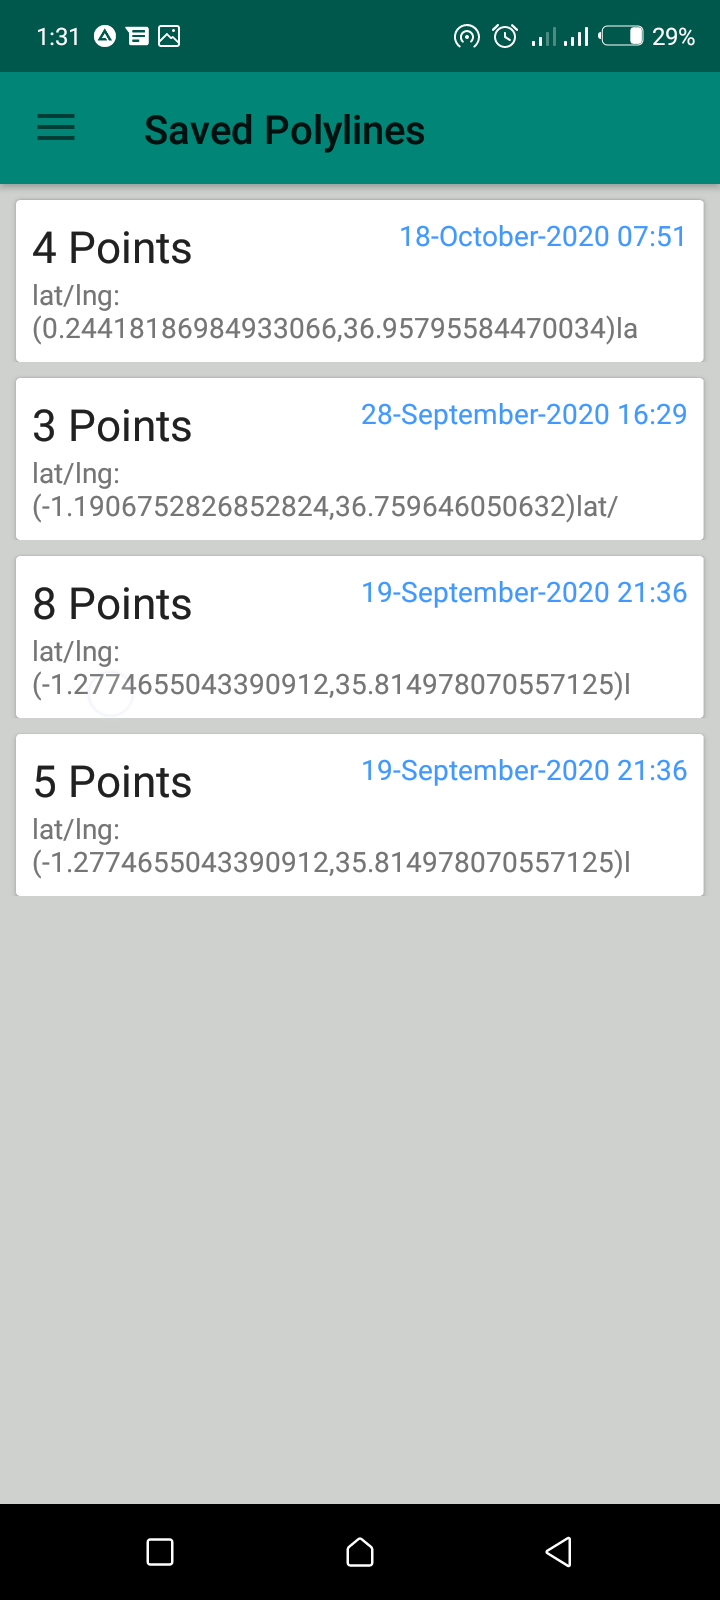 1:31 29%
Saved Polylines
4 Points 18-October-2020 07:51
lat/lng:
(0.24418186984933066,36.95795584470034)la
3 Points 28-September-2020 16:29
lat/lng:
(-1.1906752826852824,36.759646050632)lat/
8 Points 19-September-2020 21:36
lat/lng:
(-1.2774655043390912,35.814978070557125)l
5 Points 19-September-2020 21:36
lat/lng:
(-1.2774655043390912,35.814978070557125)l